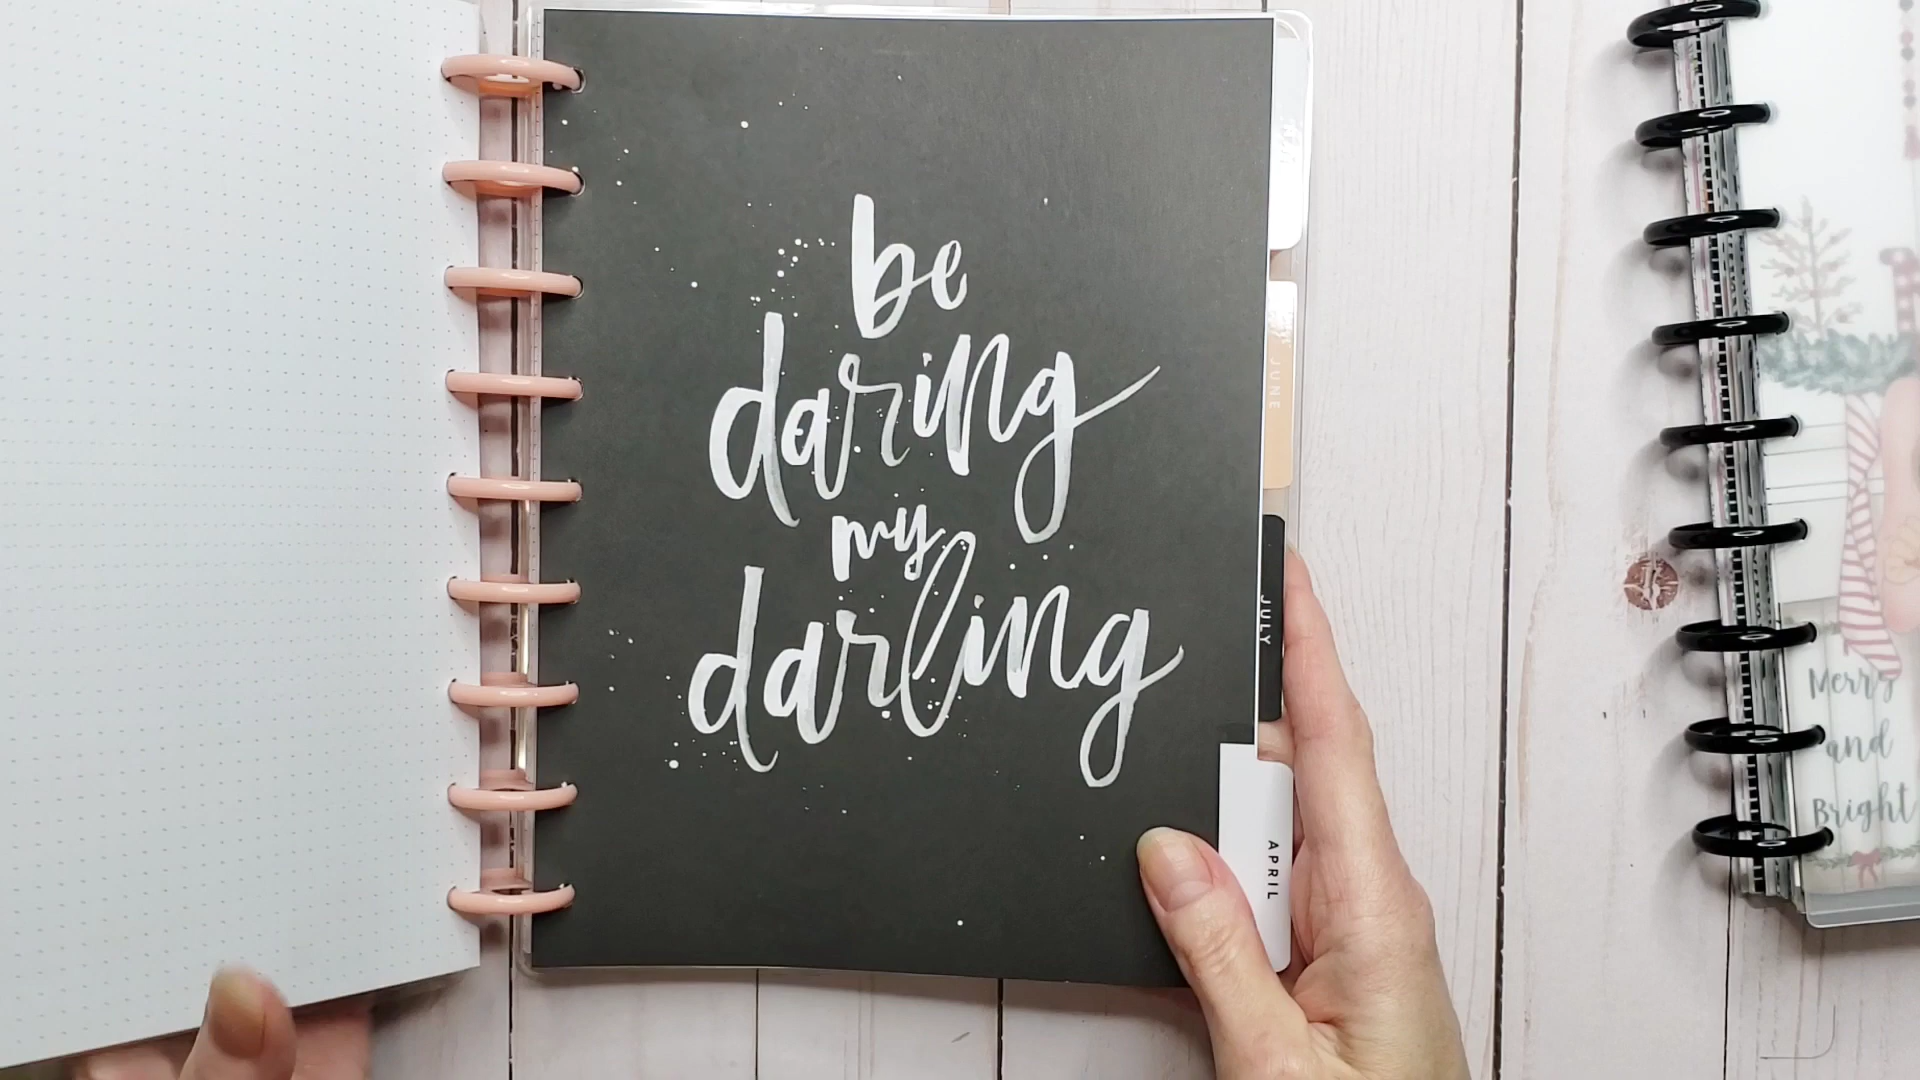 be
daring
my
darling
JUNE
JULY
APRIL
Merry
and
Bright